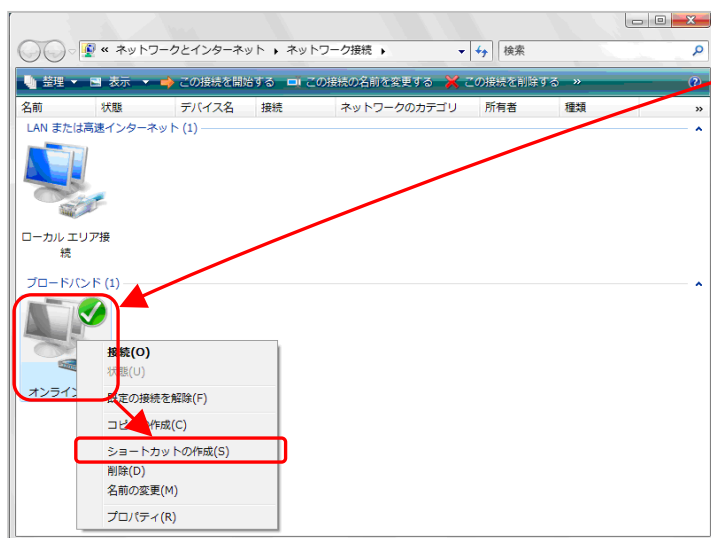 « ネットワークとインターネット ▸ ネットワーク接続 ▸ 検索
整理 表示 この接続を開始する この接続の名前を変更する この接続を削除する »
名前 状態 デバイス名 接続 ネットワークのカテゴリ 所有者 種類 »
LAN または高速インターネット (1)
ローカル エリア接
続
ブロードバンド (1)
オンライン
接続(O)
状態(U)
既定の接続を解除(F)
コピーの作成(C)
ショートカットの作成(S)
削除(D)
名前の変更(M)
プロパティ(R)